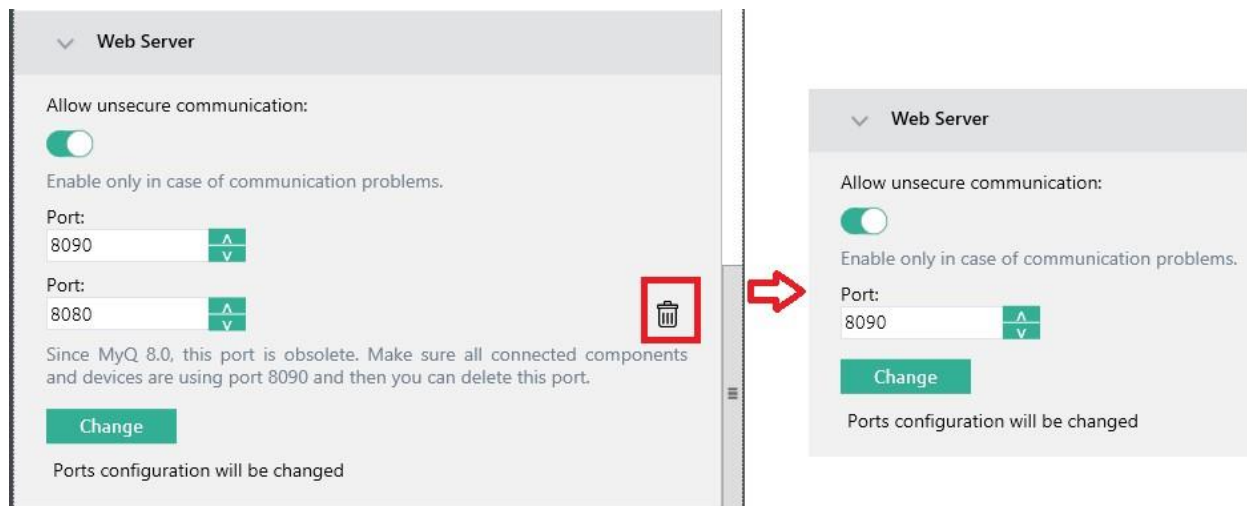 Web Server
Allow unsecure communication:
Enable only in case of communication problems.
Port:
8090
Port:
8080
Since MyQ 8.0, this port is obsolete. Make sure all connected components
and devices are using port 8090 and then you can delete this port.
Change
Ports configuration will be changed
Web Server
Allow unsecure communication:
Enable only in case of communication problems.
Port:
8090
Change
Ports configuration will be changed